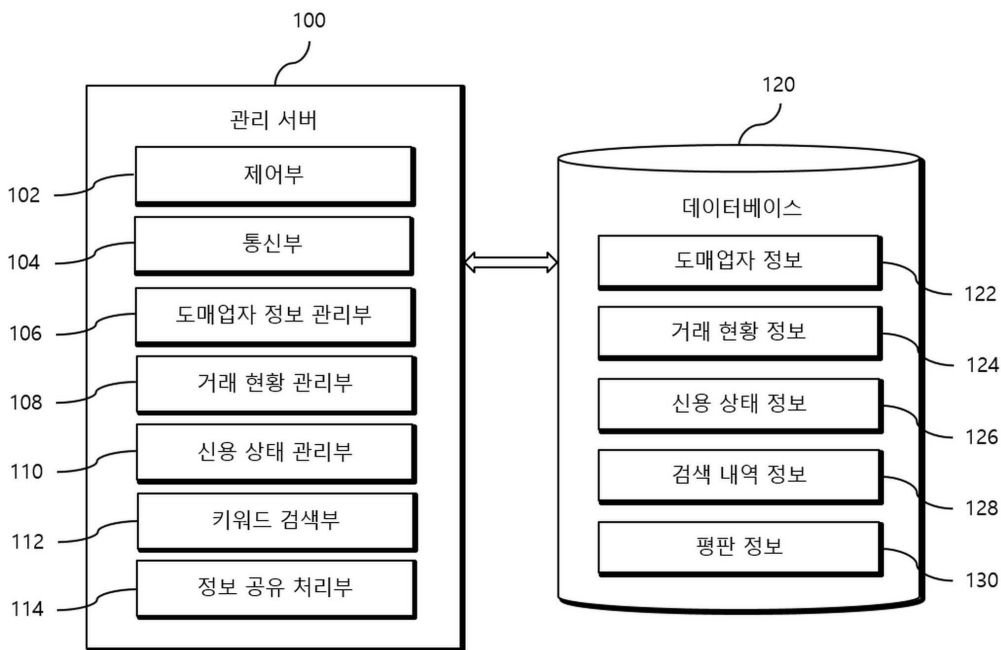 100
관리 서버
102
제어부
104
통신부
106
도매업자 정보 관리부
108
거래 현황 관리부
110
신용 상태 관리부
112
키워드 검색부
114
정보 공유 처리부
120
데이터베이스
도매업자 정보
122
거래 현황 정보
124
신용 상태 정보
126
검색 내역 정보
128
평판 정보
130